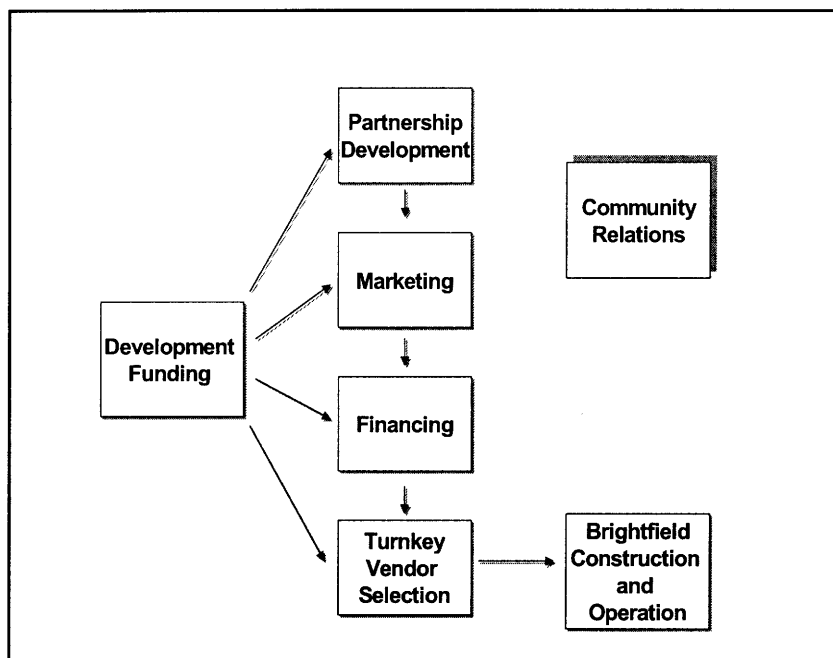 Partnership
Development
Community
Relations
Marketing
Development
Funding
Financing
Turnkey
Vendor
Selection
Brightfield
Construction
and
Operation